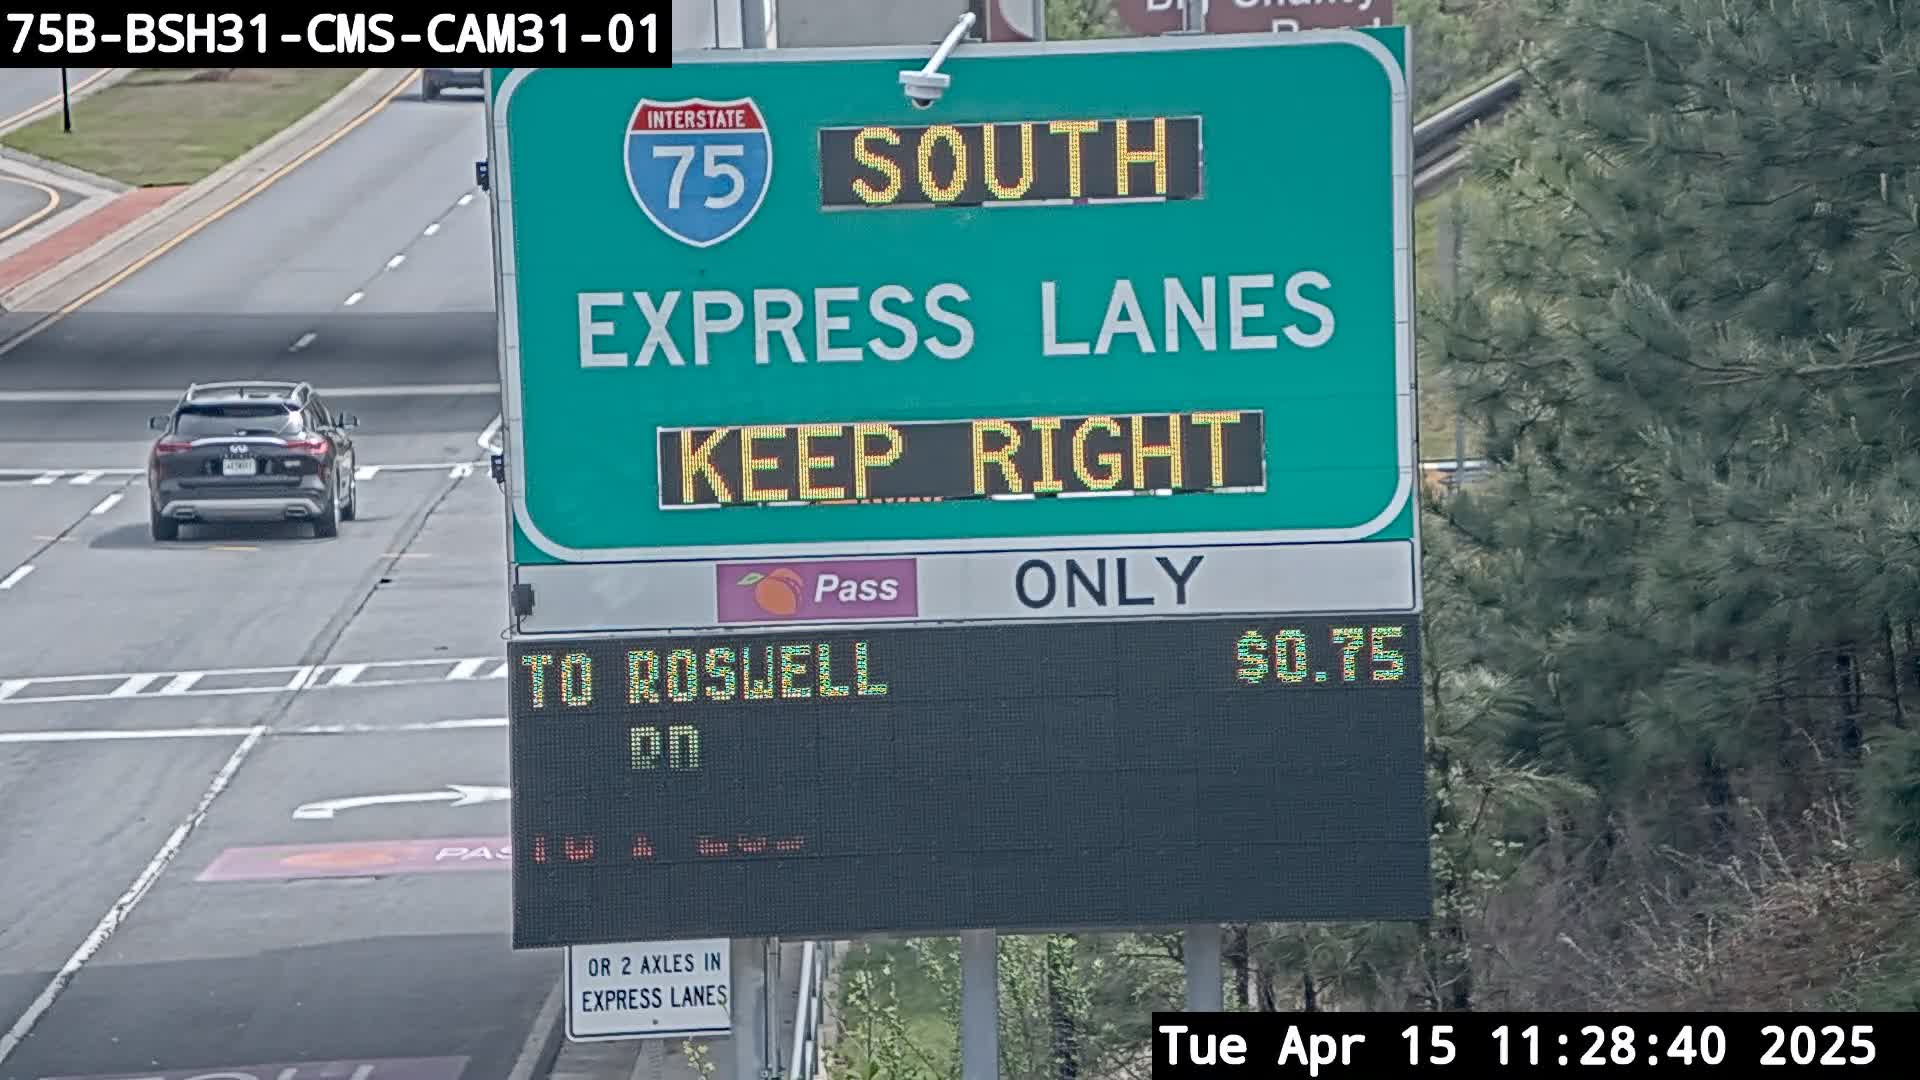 75B-BSH31-CMS-CAM31-01
INTERSTATE
75
SOUTH
EXPRESS LANES
KEEP RIGHT
Pass ONLY
TO ROSWELL $0.75
OR 2 AXLES IN
EXPRESS LANES
Tue Apr 15 11:28:40 2025